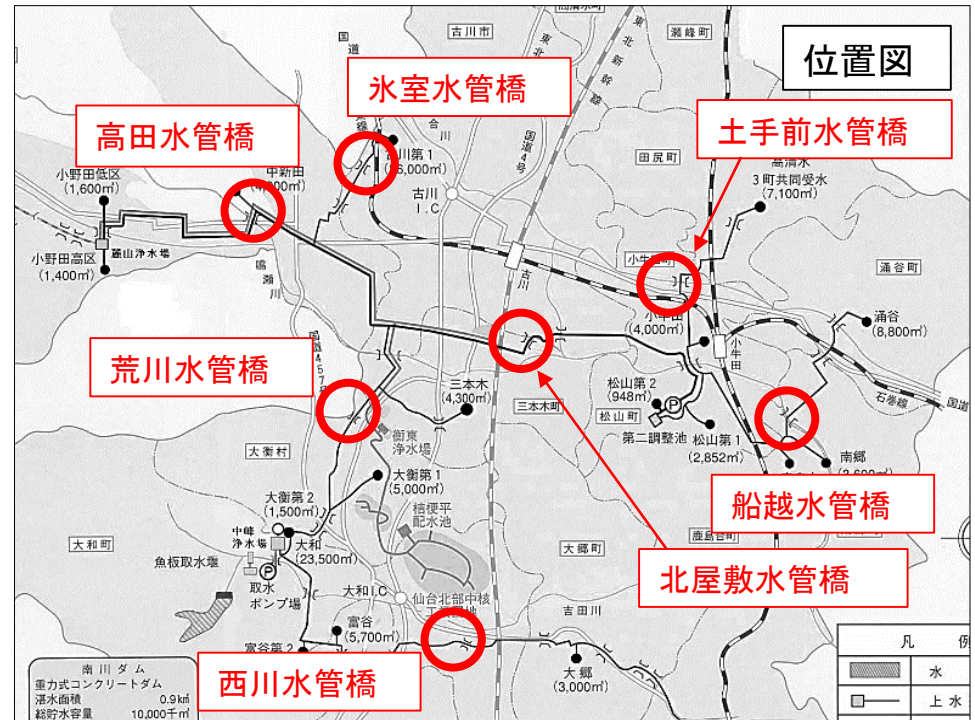 位置図
古川市
瀬峰町
国道
東北新幹線
氷室水管橋
高田水管橋
土手前水管橋
国道4号
田尻町
小野田低区
(1,600㎥)
中新田
古川第1
古川
I.C
高清水
3町共同受水
(7,100㎥)
麓山浄水場
小野田高区
(1,400㎥)
鳴瀬川
古川
涌谷町
涌谷
(8,800㎥)
(4,000㎥)
小牛田
国道457号
荒川水管橋
三本木
(4,300㎥)
三本木町
松山第2
(948㎥)
松山町
第二調整池
松山第1
(2,852㎥)
石巻線
国道
衡東
浄水場
大衡村
大衡第1
(5,000㎥)
南郷
大衡第2
(1,500㎥)
桔梗平
配水池
船越水管橋
中峰
浄水場
大和
(23,500㎥)
大和町
魚板取水堰
P
取水
ポンプ場
大郷町
鹿島台町
北屋敷水管橋
大和I.C
仙台北部中核
吉田川
富谷
(5,700㎥)
富谷第2
西川水管橋
大郷
(3,000㎥)
南川ダム
重力式コンクリートダム
湛水面積 0.9k㎡
総貯水容量 10,000千㎥
凡 例
水
上水